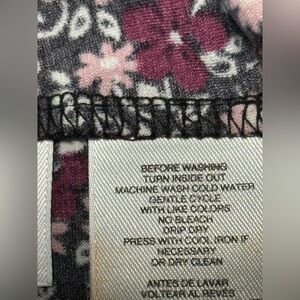 BEFORE WASHING
TURN INSIDE OUT
MACHINE WASH COLD WATER
GENTLE CYCLE
WITH LIKE COLORS
NO BLEACH
DRIP DRY
PRESS WITH COOL IRON IF
NECESSARY
OR DRY CLEAN
ANTES DE LAVAR
VOLTEAR AL REVES